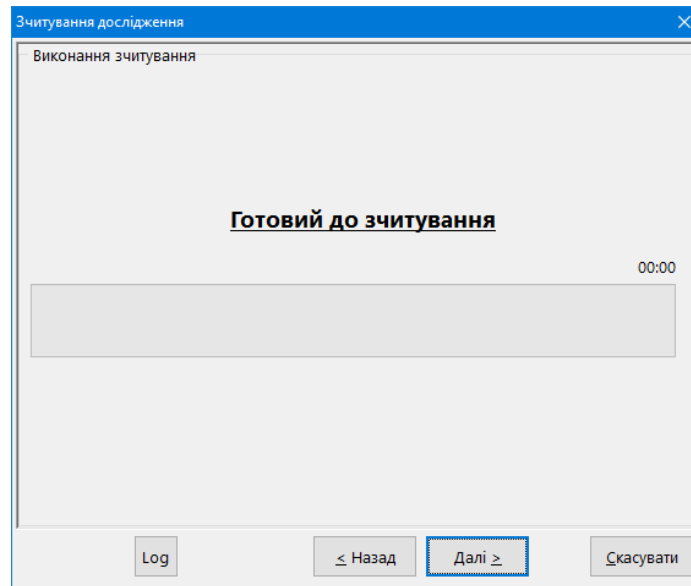 Зчитування дослідження
Виконання зчитування
Готовий до зчитування
00:00
Log
< Назад
Далі >
Скасувати